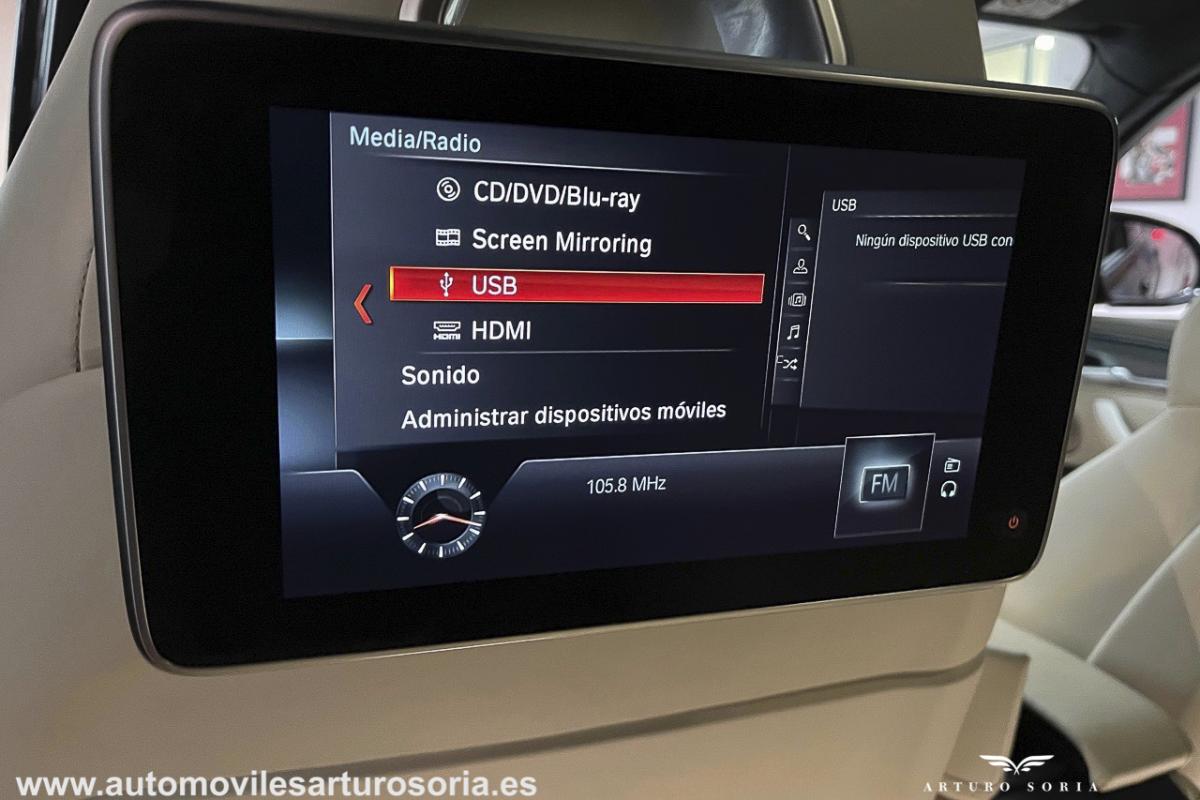 Media/Radio
CD/DVD/Blu-ray
Screen Mirroring
USB
HDMI HDMI
Sonido
Administrar dispositivos móviles
USB
Ningún dispositivo USB con
105.8 MHz
FM
www.automovilesarturosoria.es
ARTURO SORIA